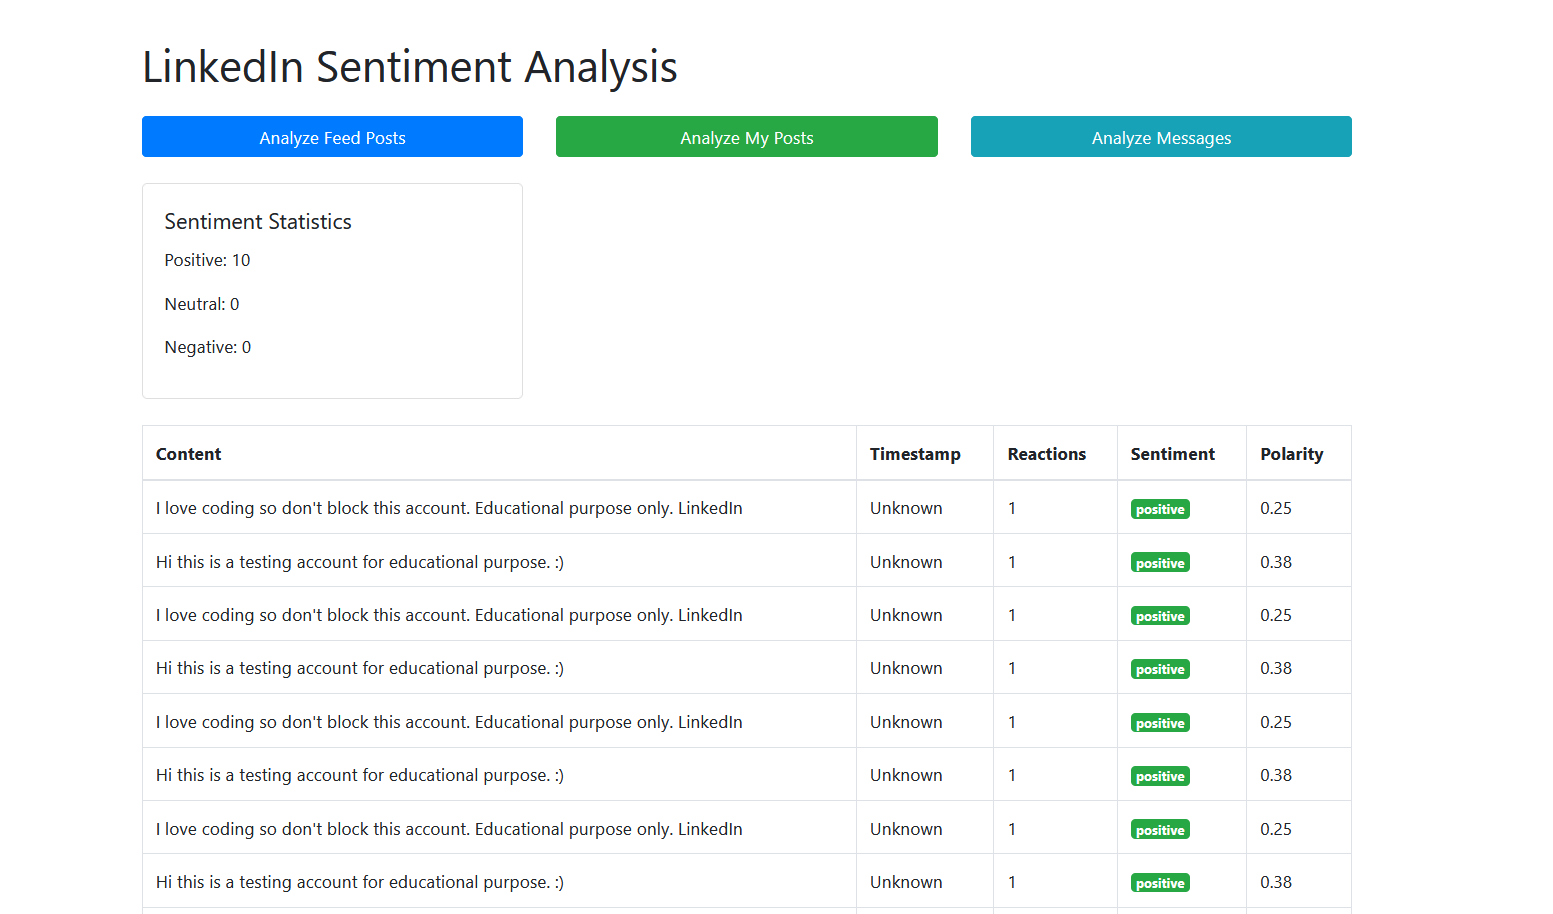 LinkedIn Sentiment Analysis
Analyze Feed Posts Analyze My Posts Analyze Messages
Sentiment Statistics
Positive: 10
Neutral: 0
Negative: 0
Content Timestamp Reactions Sentiment Polarity
I love coding so don't block this account. Educational purpose only. LinkedIn Unknown 1 positive 0.25
Hi this is a testing account for educational purpose. :) Unknown 1 positive 0.38
I love coding so don't block this account. Educational purpose only. LinkedIn Unknown 1 positive 0.25
Hi this is a testing account for educational purpose. :) Unknown 1 positive 0.38
I love coding so don't block this account. Educational purpose only. LinkedIn Unknown 1 positive 0.25
Hi this is a testing account for educational purpose. :) Unknown 1 positive 0.38
I love coding so don't block this account. Educational purpose only. LinkedIn Unknown 1 positive 0.25
Hi this is a testing account for educational purpose. :) Unknown 1 positive 0.38